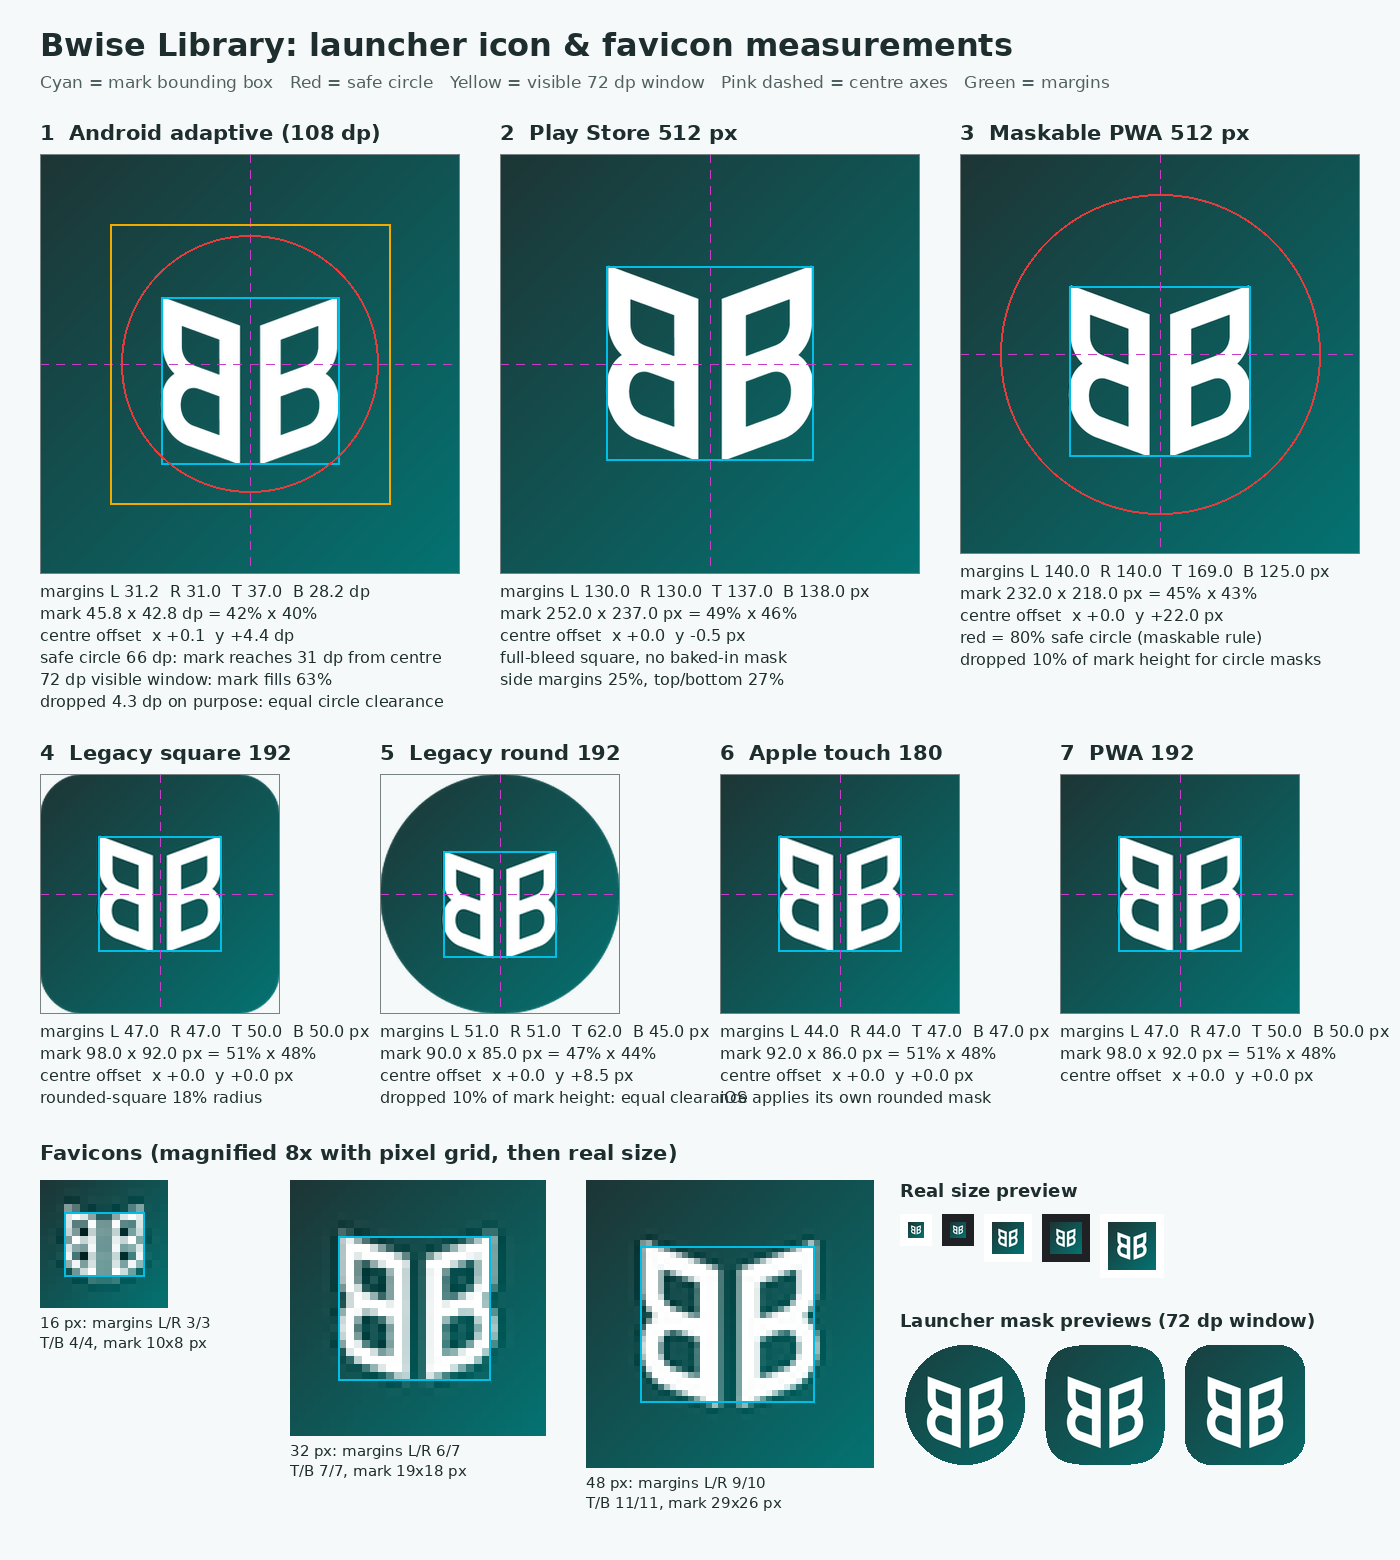 Bwise Library: launcher icon & favicon measurements
Cyan = mark bounding box   Red = safe circle   Yellow = visible 72 dp window   Pink dashed = centre axes   Green = margins
1  Android adaptive (108 dp)
margins L 31.2  R 31.0  T 37.0  B 28.2 dp
mark 45.8 x 42.8 dp = 42% x 40%
centre offset  x +0.1  y +4.4 dp
safe circle 66 dp: mark reaches 31 dp from centre
72 dp visible window: mark fills 63%
dropped 4.3 dp on purpose: equal circle clearance
2  Play Store 512 px
margins L 130.0  R 130.0  T 137.0  B 138.0 px
mark 252.0 x 237.0 px = 49% x 46%
centre offset  x +0.0  y -0.5 px
full-bleed square, no baked-in mask
side margins 25%, top/bottom 27%
3  Maskable PWA 512 px
margins L 140.0  R 140.0  T 169.0  B 125.0 px
mark 232.0 x 218.0 px = 45% x 43%
centre offset  x +0.0  y +22.0 px
red = 80% safe circle (maskable rule)
dropped 10% of mark height for circle masks
4  Legacy square 192
margins L 47.0  R 47.0  T 50.0  B 50.0 px
mark 98.0 x 92.0 px = 51% x 48%
centre offset  x +0.0  y +0.0 px
rounded-square 18% radius
5  Legacy round 192
margins L 51.0  R 51.0  T 62.0  B 45.0 px
mark 90.0 x 85.0 px = 47% x 44%
centre offset  x +0.0  y +8.5 px
dropped 10% of mark height: equal clearance
6  Apple touch 180
margins L 44.0  R 44.0  T 47.0  B 47.0 px
mark 92.0 x 86.0 px = 51% x 48%
centre offset  x +0.0  y +0.0 px
iOS applies its own rounded mask
7  PWA 192
margins L 47.0  R 47.0  T 50.0  B 50.0 px
mark 98.0 x 92.0 px = 51% x 48%
centre offset  x +0.0  y +0.0 px
Favicons (magnified 8x with pixel grid, then real size)
16 px: margins L/R 3/3
T/B 4/4, mark 10x8 px
32 px: margins L/R 6/7
T/B 7/7, mark 19x18 px
48 px: margins L/R 9/10
T/B 11/11, mark 29x26 px
Real size preview
Launcher mask previews (72 dp window)